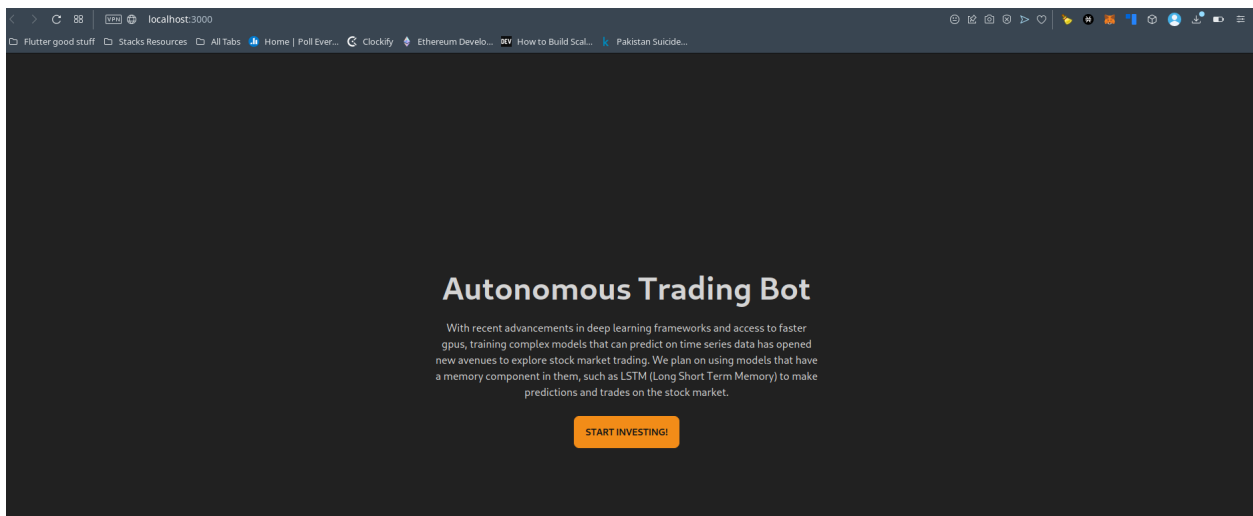 VPN localhost:3000
Flutter good stuff Stacks Resources All Tabs Home | Poll Ever... Clockify Ethereum Develo... DEV How to Build Scal... k Pakistan Suicide...
Autonomous Trading Bot
With recent advancements in deep learning frameworks and access to faster
gpus, training complex models that can predict on time series data has opened
new avenues to explore stock market trading. We plan on using models that have
a memory component in them, such as LSTM (Long Short Term Memory) to make
predictions and trades on the stock market.
START INVESTING!